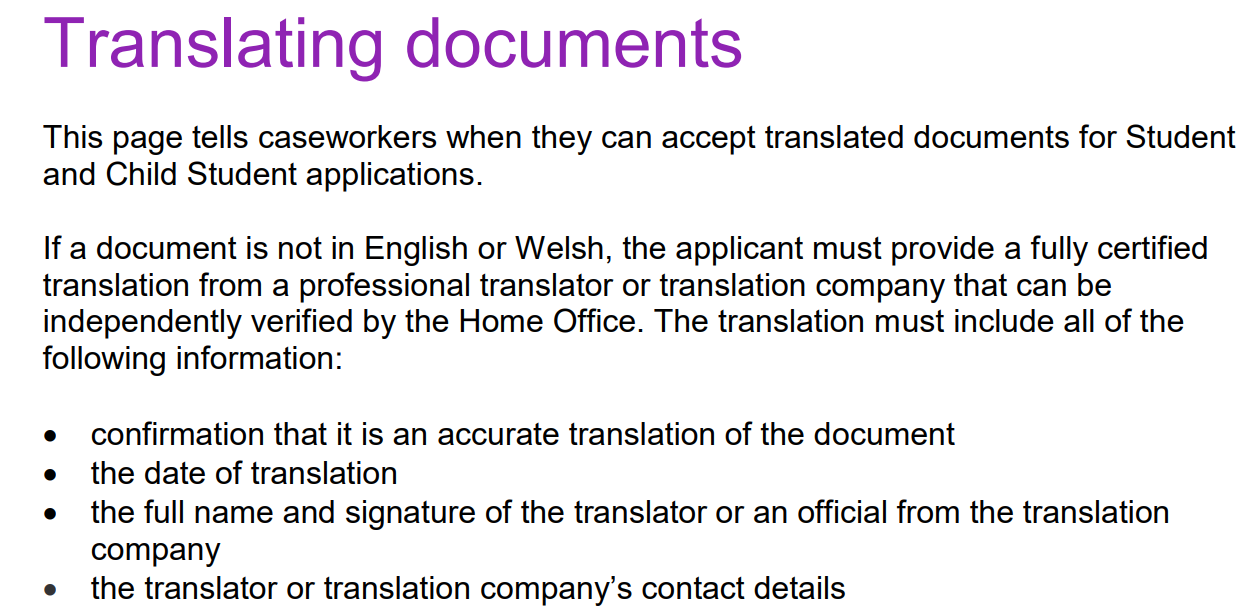 Translating documents
This page tells caseworkers when they can accept translated documents for Student
and Child Student applications.
If a document is not in English or Welsh, the applicant must provide a fully certified
translation from a professional translator or translation company that can be
independently verified by the Home Office. The translation must include all of the
following information:
• confirmation that it is an accurate translation of the document
• the date of translation
• the full name and signature of the translator or an official from the translation
company
• the translator or translation company’s contact details